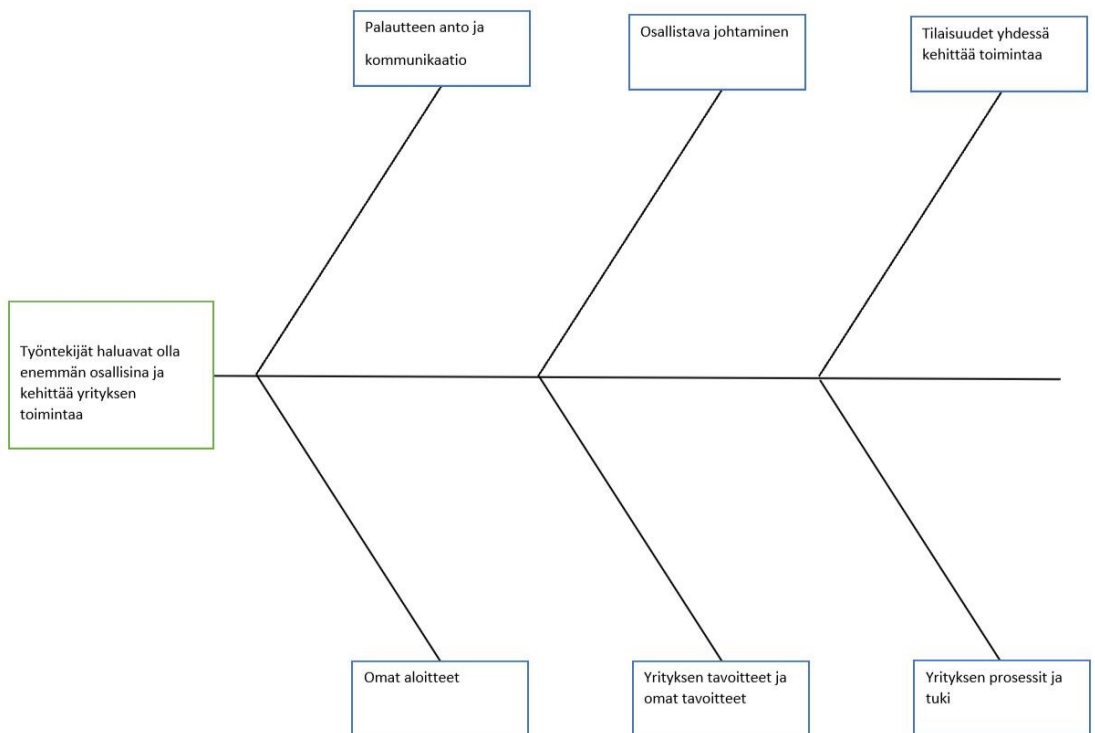 Palautteen anto ja
kommunikaatio
Osallistava johtaminen
Tilaisuudet yhdessä
kehittää toimintaa
Työntekijät haluavat olla
enemmän osallisina ja
kehittää yrityksen
toimintaa
Omat aloitteet
Yrityksen tavoitteet ja
omat tavoitteet
Yrityksen prosessit ja
tuki